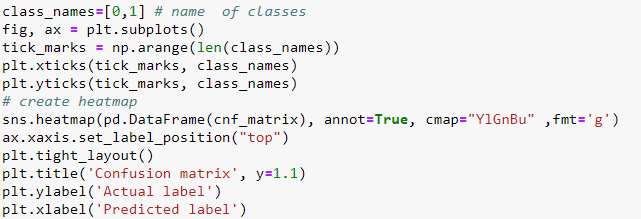 class_names=[0,1] # name  of classes
fig, ax = plt.subplots()
tick_marks = np.arange(len(class_names))
plt.xticks(tick_marks, class_names)
plt.yticks(tick_marks, class_names)
# create heatmap
sns.heatmap(pd.DataFrame(cnf_matrix), annot=True, cmap="YlGnBu" ,fmt='g')
ax.xaxis.set_label_position("top")
plt.tight_layout()
plt.title('Confusion matrix', y=1.1)
plt.ylabel('Actual label')
plt.xlabel('Predicted label')